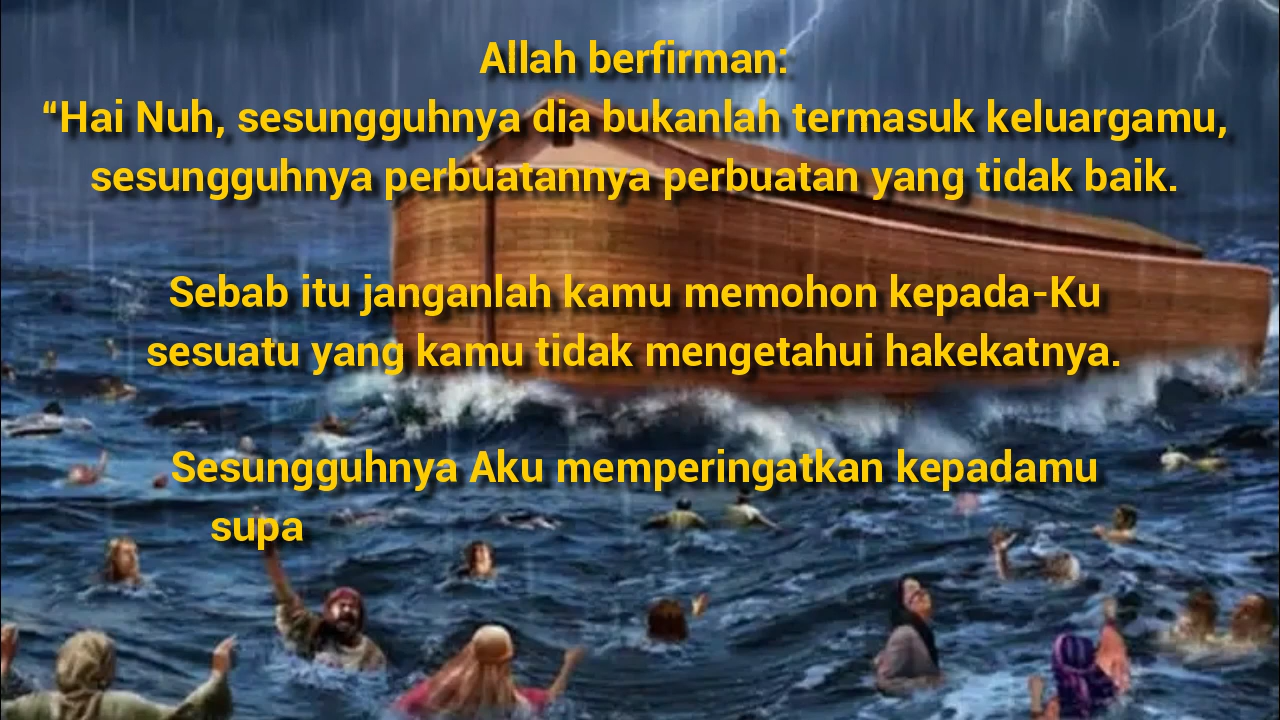 Allah berfirman:
“Hai Nuh, sesungguhnya dia bukanlah termasuk keluargamu,
sesungguhnya perbuatannya perbuatan yang tidak baik.
Sebab itu janganlah kamu memohon kepada-Ku
sesuatu yang kamu tidak mengetahui hakekatnya.
Sesungguhnya Aku memperingatkan kepadamu
supa